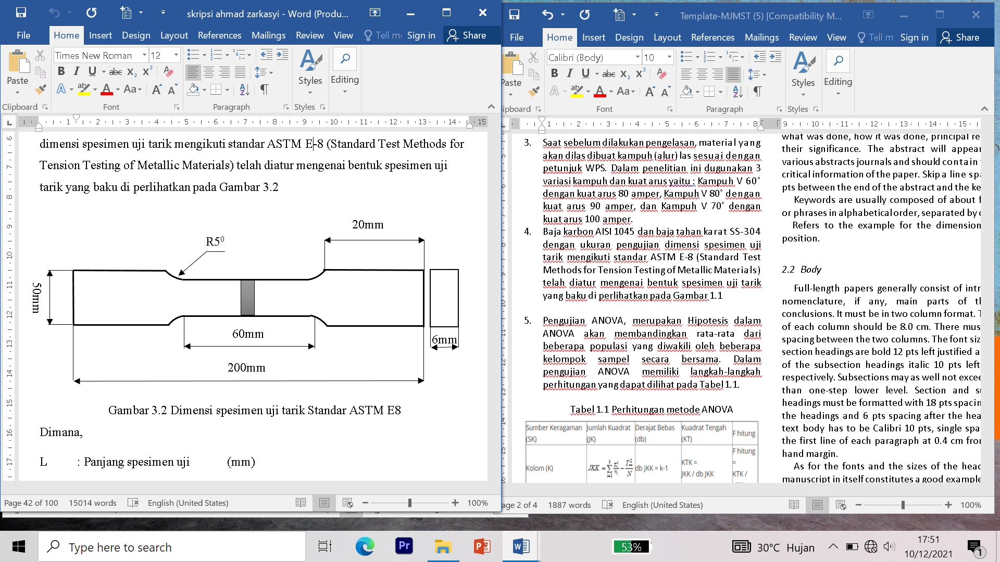 skripsi ahmad zarkasyi - Word (Produ...
File Home Insert Design Layout References Mailings Review View Sign in Share
Times New Roman 12
Paste Styles Editing
Clipboard Font Paragraph Styles
1 2 3 4 5 6 7 8 9 10 11 12 13 14 15
dimensi spesimen uji tarik mengikuti standar ASTM E-8 (Standard Test Methods for
Tension Testing of Metallic Materials) telah diatur mengenai bentuk spesimen uji
tarik yang baku di perlihatkan pada Gambar 3.2
20mm
R5⁰
50mm
60mm
6mm
200mm
Gambar 3.2 Dimensi spesimen uji tarik Standar ASTM E8
Dimana,
L : Panjang spesimen uji (mm)
Page 42 of 100 15014 words English (United States) 100%
Template-MJMST (5) [Compatibility M...
File Home Insert Design Layout References Mailings Review View Tell m Sign in Share
Calibri (Body) 10
Paste Styles Editing
Font Paragraph Styles
1 2 3 4 5 6 7 8 9 10 11 12 13 14 15
3. Saat sebelum dilakukan pengelasan, material yang
akan dilas dibuat kampuh (alur) las sesuai dengan
petunjuk WPS. Dalam penelitian ini dugunakan 3
variasi kampuh dan kuat arus yaitu : Kampuh V 60˚
dengan kuat arus 80 amper, Kampuh V 80˚ dengan
kuat arus 90 amper, dan Kampuh V 70˚ dengan
kuat arus 100 amper.
4. Baja karbon AISI 1045 dan baja tahan karat SS-304
dengan ukuran pengujian dimensi spesimen uji
tarik mengikuti standar ASTM E-8 (Standard Test
Methods for Tension Testing of Metallic Materials)
telah diatur mengenai bentuk spesimen uji tarik
yang baku di perlihatkan pada Gambar 1.1
5. Pengujian ANOVA, merupakan Hipotesis dalam
ANOVA akan membandingkan rata-rata dari
beberapa populasi yang diwakili oleh beberapa
kelompok sampel secara bersama. Dalam
pengujian ANOVA memiliki langkah-langkah
perhitungan yang dapat dilihat pada Tabel 1.1.
Tabel 1.1 Perhitungan metode ANOVA
Sumber Keragaman (SK) Jumlah Kuadrat (JK) Derajat Bebas (db) Kuadrat Tengah (KT) F hitung
Kolom (K) db JKK = k-1 KTK = JKK / db JKK F hitung = KTK /
what was done, how it was done, principal re
their significance. The abstract will appear
various abstracts journals and should contain
critical information of the paper. Skip a line sp
pts between the end of the abstract and the ke
Keywords are usually composed of about f
or phrases in alphabetical order, separated by c
Refers to the example for the dimension
position.
2.2 Body
Full-length papers generally consist of intr
nomenclature, if any, main parts of t
conclusions. It must be in two column format. T
of each column should be 8.0 cm. There mus
spacing between the two columns. The font siz
section headings are bold 12 pts left justified a
of the subsection headings italic 10 pts left
respectively. Subsections may as well not excee
than one-step lower level. Section and s
headings must be formatted with 18 pts spacin
the headings and 6 pts spacing after the hea
text body has to be Calibri 10 pts, single spa
the first line of each paragraph at 0.4 cm fro
hand margin.
As for the fonts and the sizes of the head
manuscript in itself constitutes a good example
age 2 of 4 1887 words English (United States) 100%
Type here to search
Pr
53%
30°C Hujan
17:51
10/12/2021
1